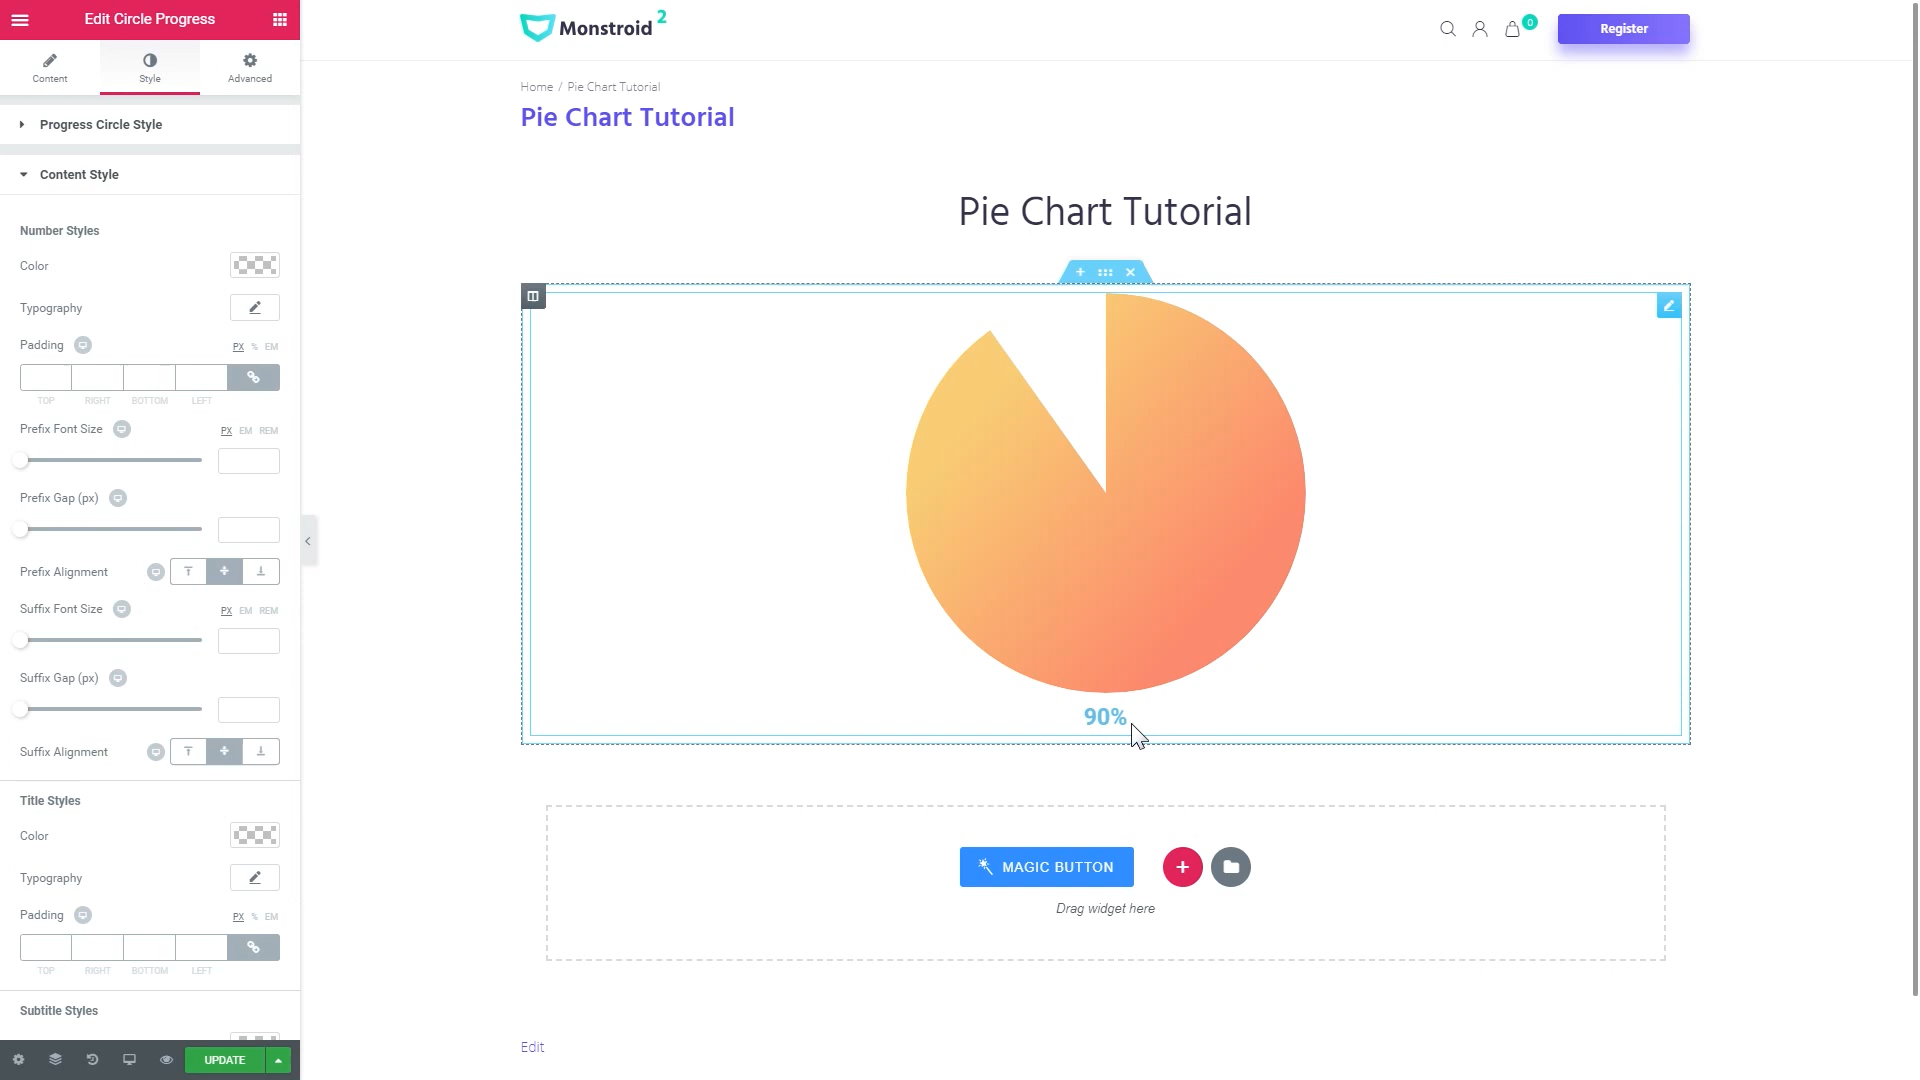 Edit Circle Progress
Content
Style
Advanced
Progress Circle Style
Content Style
Number Styles
Color
Typography
Padding
PX % EM
TOP RIGHT BOTTOM LEFT
Prefix Font Size
PX EM REM
Prefix Gap (px)
Prefix Alignment
Suffix Font Size
PX EM REM
Suffix Gap (px)
Suffix Alignment
Title Styles
Color
Typography
Padding
PX % EM
TOP RIGHT BOTTOM LEFT
Subtitle Styles
UPDATE
Monstroid 2
0
Register
Home / Pie Chart Tutorial
Pie Chart Tutorial
Pie Chart Tutorial
90%
MAGIC BUTTON
Drag widget here
Edit